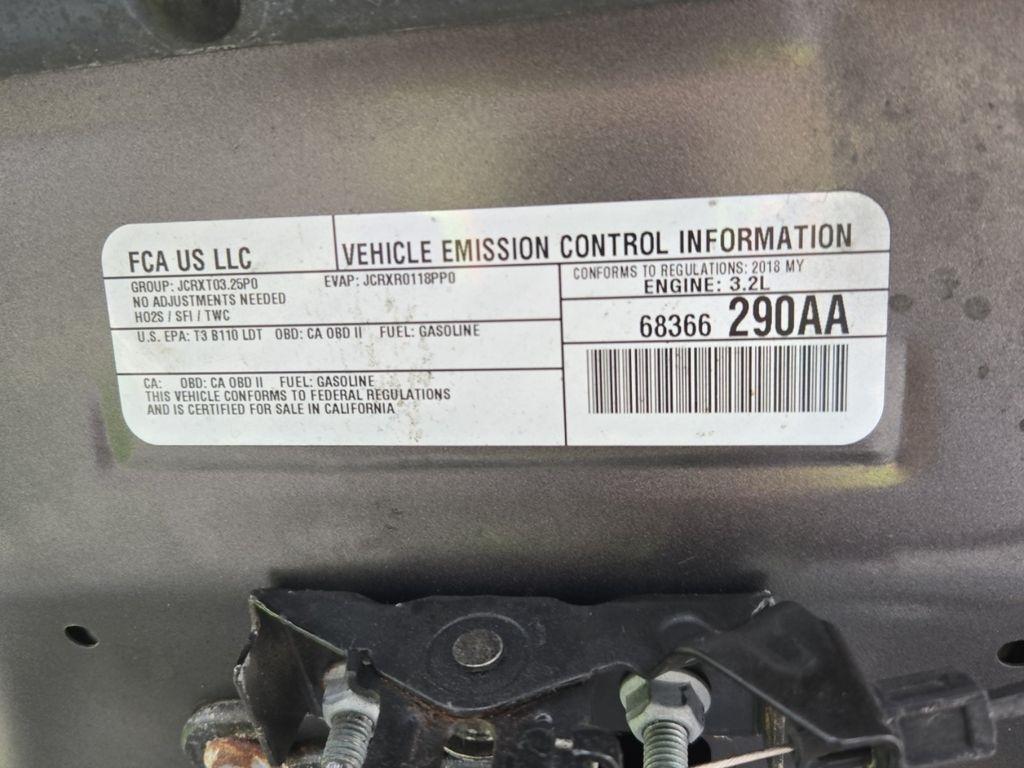 FCA US LLC
VEHICLE EMISSION CONTROL INFORMATION
GROUP: JCRXT03.25P0 EVAP: JCRXR0118PP0
NO ADJUSTMENTS NEEDED
HO2S / SFI / TWC
CONFORMS TO REGULATIONS: 2018 MY
ENGINE: 3.2L
68366 290AA
U.S. EPA: T3 B110 LDT OBD: CA OBD II FUEL: GASOLINE
CA: OBD: CA OBD II FUEL: GASOLINE
THIS VEHICLE CONFORMS TO FEDERAL REGULATIONS
AND IS CERTIFIED FOR SALE IN CALIFORNIA